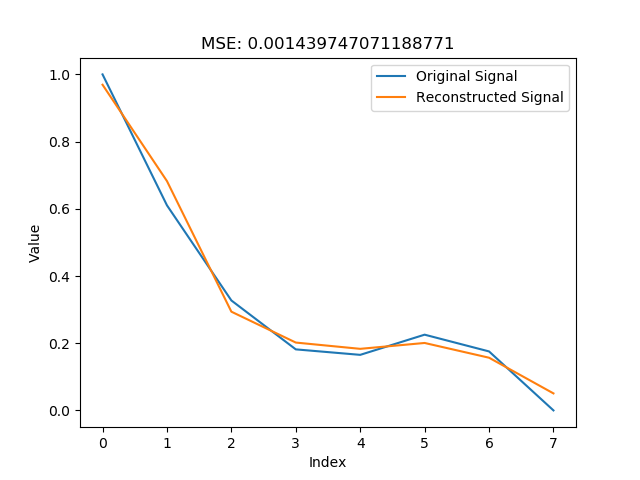 MSE: 0.001439747071188771
Original Signal
Reconstructed Signal
1.0
0.8
0.6
0.4
0.2
0.0
Value
0 1 2 3 4 5 6 7
Index